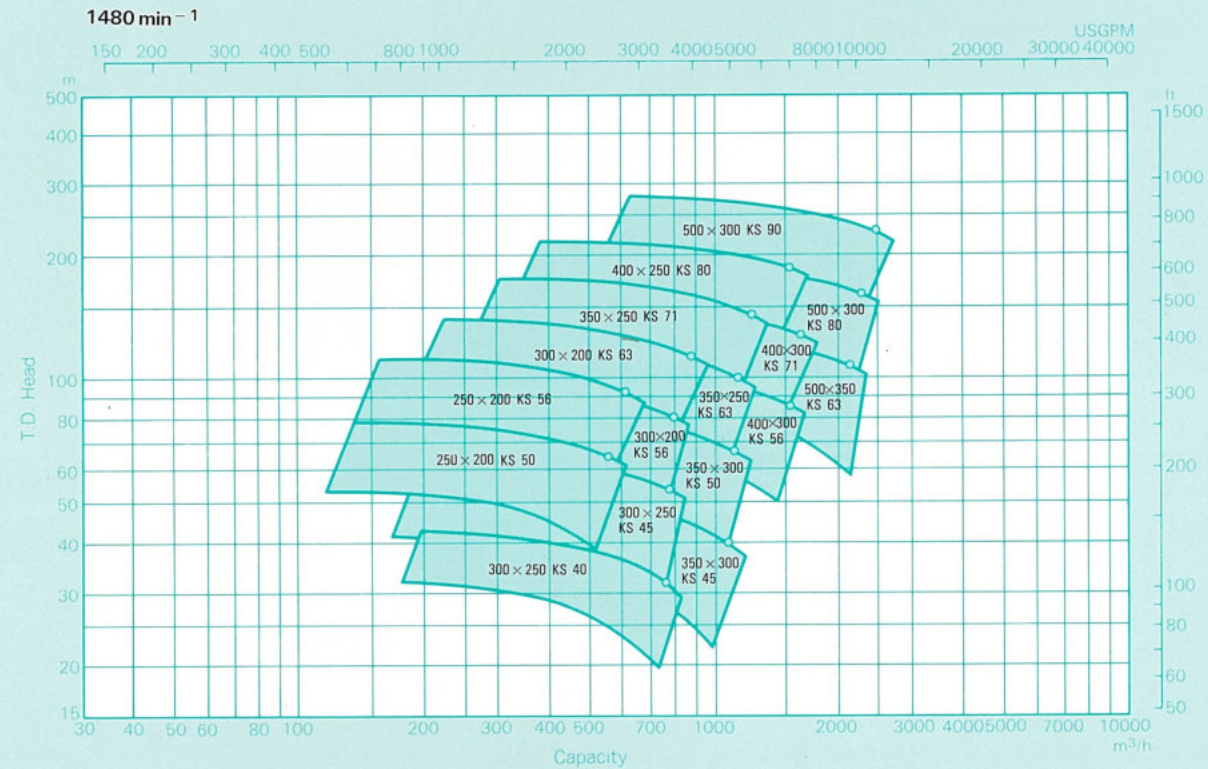 1480 min⁻¹
USGPM
150 200 300 400 500 800 1000 2000 3000 4000 5000 8000 10000 20000 30000 40000
m
ft
500
400
300
200
100
80
60
50
40
30
20
15
1500
1000
800
600
500
400
300
200
100
80
60
50
T.D. Head
500 × 300 KS 90
400 × 250 KS 80
500 × 300
KS 80
350 × 250 KS 71
400×300
KS 71
300 × 200 KS 63
500×350
KS 63
350×250
KS 63
250 × 200 KS 56
400×300
KS 56
300×200
KS 56
250 × 200 KS 50
350 × 300
KS 50
300 × 250
KS 45
300 × 250 KS 40
350 × 300
KS 45
30 40 50 60 80 100 200 300 400 500 700 1000 2000 3000 4000 5000 7000 10000
m³/h
Capacity